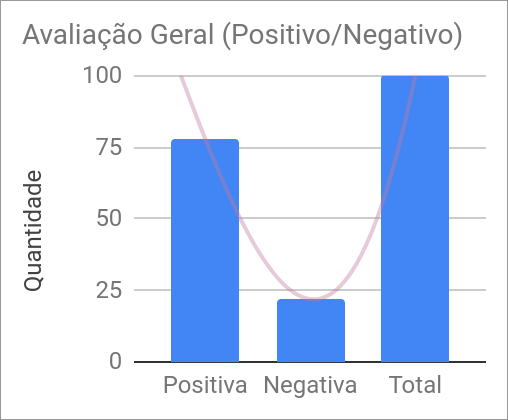 Avaliação Geral (Positivo/Negativo)
Quantidade
100
75
50
25
0
Positiva Negativa Total